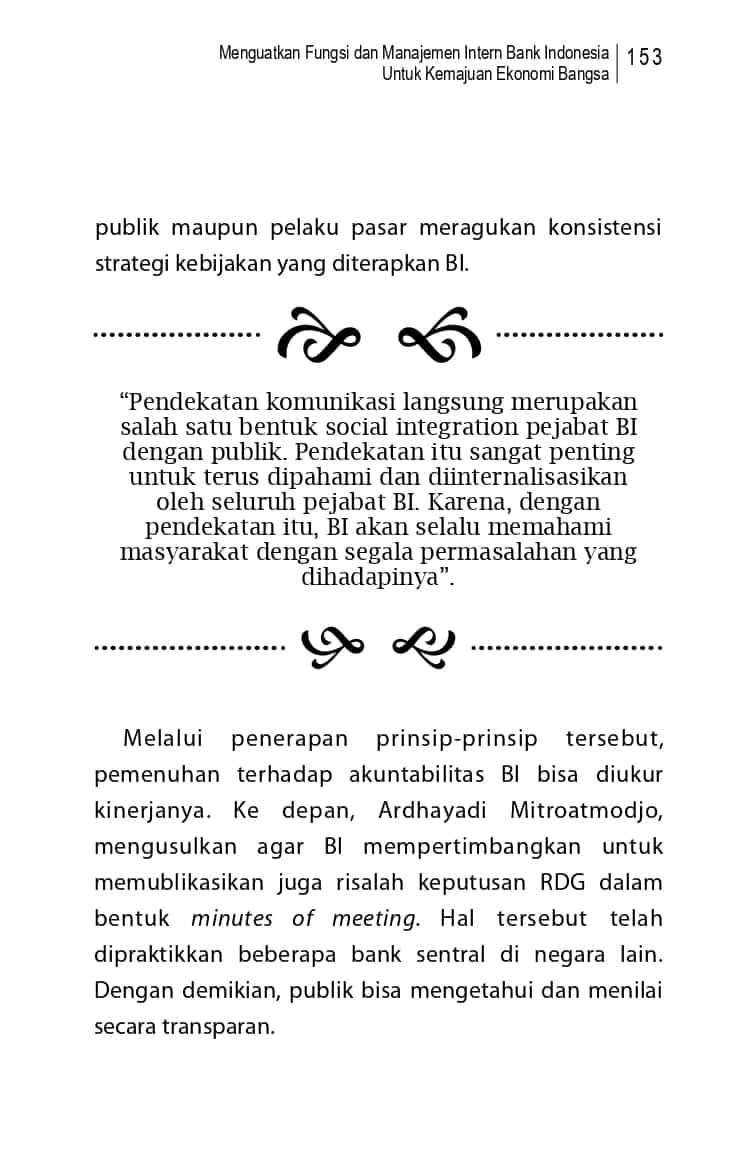 Menguatkan Fungsi dan Manajemen Intern Bank Indonesia
Untuk Kemajuan Ekonomi Bangsa
153
publik maupun pelaku pasar meragukan konsistensi
strategi kebijakan yang diterapkan BI.
“Pendekatan komunikasi langsung merupakan
salah satu bentuk social integration pejabat BI
dengan publik. Pendekatan itu sangat penting
untuk terus dipahami dan diinternalisasikan
oleh seluruh pejabat BI. Karena, dengan
pendekatan itu, BI akan selalu memahami
masyarakat dengan segala permasalahan yang
dihadapinya”.
Melalui penerapan prinsip-prinsip tersebut,
pemenuhan terhadap akuntabilitas BI bisa diukur
kinerjanya. Ke depan, Ardhayadi Mitroatmodjo,
mengusulkan agar BI mempertimbangkan untuk
memublikasikan juga risalah keputusan RDG dalam
bentuk minutes of meeting. Hal tersebut telah
dipraktikkan beberapa bank sentral di negara lain.
Dengan demikian, publik bisa mengetahui dan menilai
secara transparan.